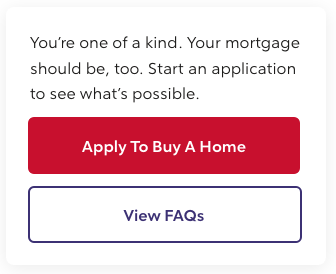 You’re one of a kind. Your mortgage
should be, too. Start an application
to see what’s possible.
Apply To Buy A Home
View FAQs